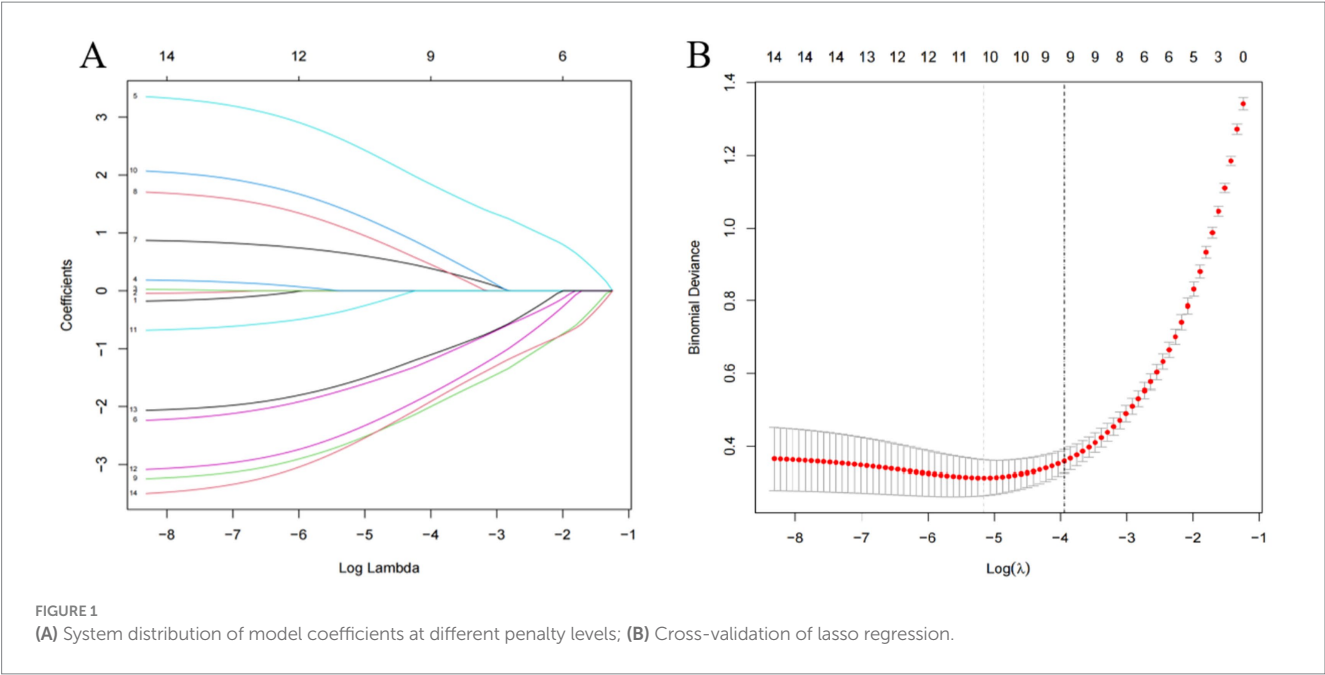 A
14 12 9 6
3
2
1
0
−1
−2
−3
Coefficients
5
10
8
7
4
3
2
1
11
13
6
12
9
14
−8 −7 −6 −5 −4 −3 −2 −1
Log Lambda
B
14 14 14 13 12 12 11 10 10 9 9 9 8 6 6 5 3 0
1.4
1.2
1.0
0.8
0.6
0.4
Binomial Deviance
−8 −7 −6 −5 −4 −3 −2 −1
Log(λ)
FIGURE 1
(A) System distribution of model coefficients at different penalty levels; (B) Cross-validation of lasso regression.